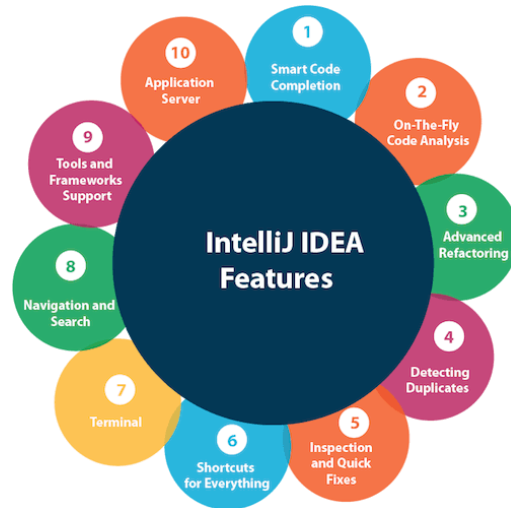 IntelliJ IDEA
Features
1
Smart Code
Completion
2
On-The-Fly
Code Analysis
3
Advanced
Refactoring
4
Detecting
Duplicates
5
Inspection
and Quick
Fixes
6
Shortcuts
for Everything
7
Terminal
8
Navigation and
Search
9
Tools and
Frameworks
Support
10
Application
Server